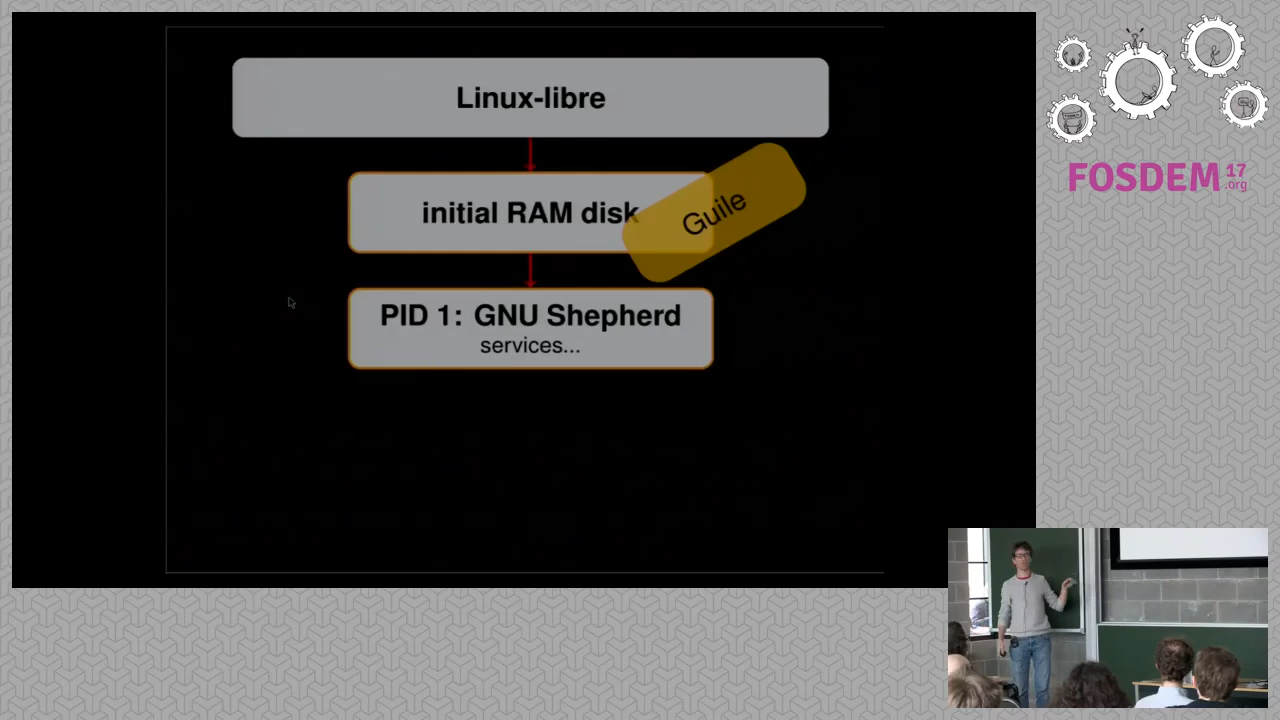 Linux-libre
initial RAM disk
Guile
PID 1: GNU Shepherd
services...
FOSDEM 17
.org